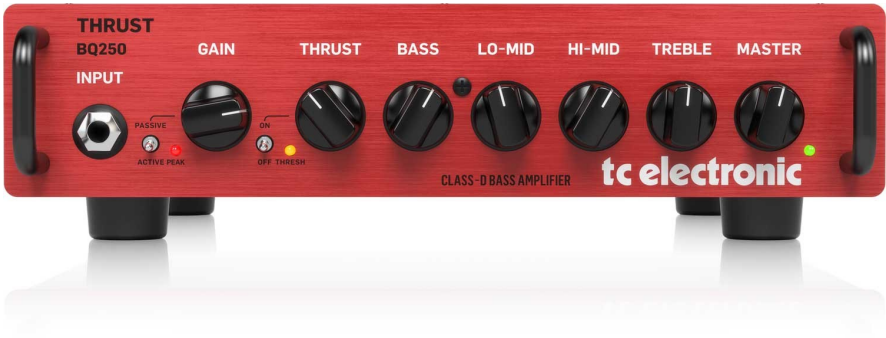 THRUST
BQ250
INPUT
GAIN
THRUST
BASS
LO-MID
HI-MID
TREBLE
MASTER
PASSIVE
ACTIVE
PEAK
ON
OFF
THRESH
CLASS-D BASS AMPLIFIER
tc electronic